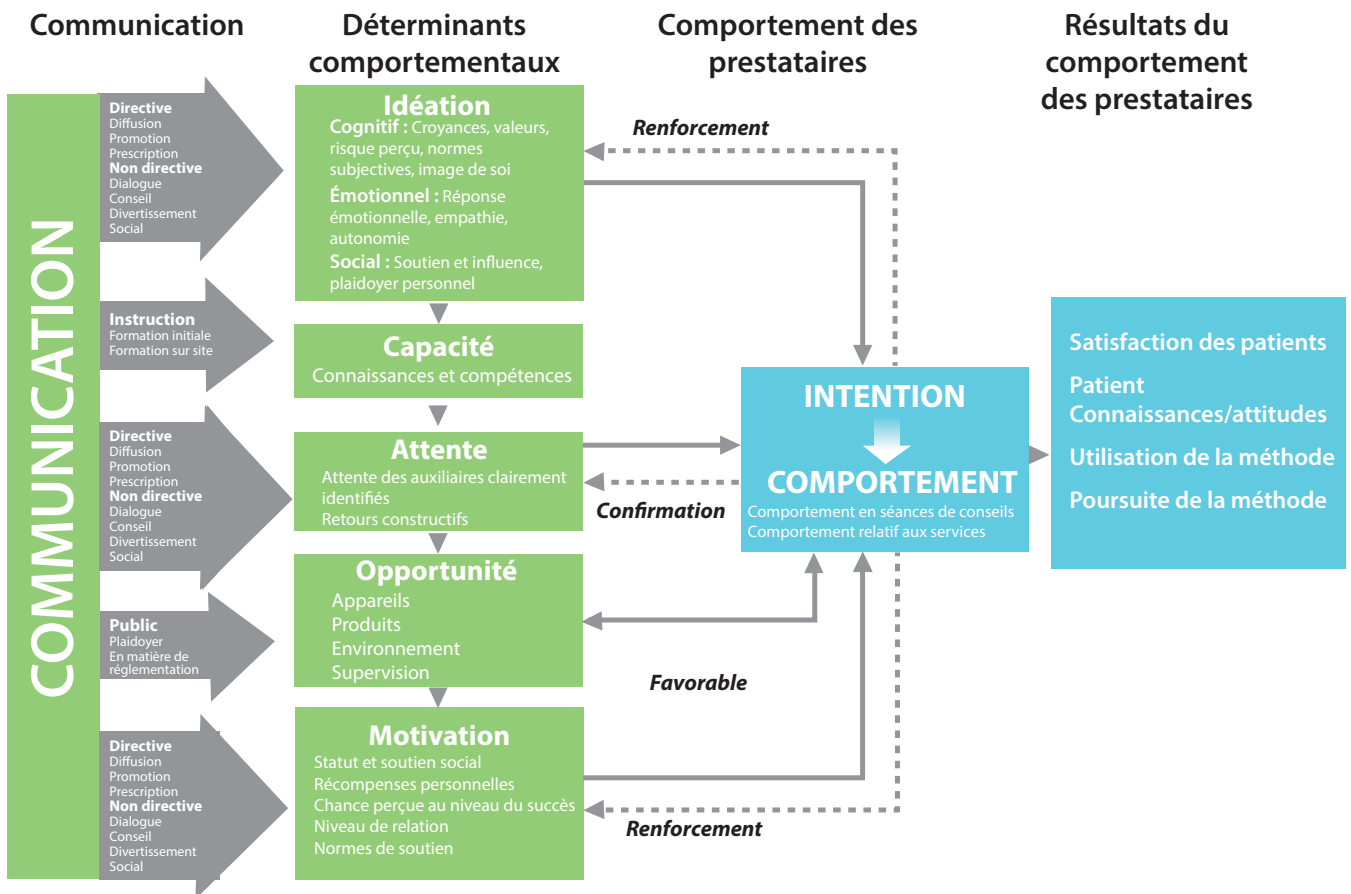 Communication
Déterminants
comportementaux
Comportement des
prestataires
Résultats du
comportement
des prestataires
COMMUNICATION
Directive
Diffusion
Promotion
Prescription
Non directive
Dialogue
Conseil
Divertissement
Social
Instruction
Formation initiale
Formation sur site
Directive
Diffusion
Promotion
Prescription
Non directive
Dialogue
Conseil
Divertissement
Social
Public
Plaidoyer
En matière de
réglementation
Directive
Diffusion
Promotion
Prescription
Non directive
Dialogue
Conseil
Divertissement
Social
Idéation
Cognitif : Croyances, valeurs,
risque perçu, normes
subjectives, image de soi
Émotionnel : Réponse
émotionnelle, empathie,
autonomie
Social : Soutien et influence,
plaidoyer personnel
Capacité
Connaissances et compétences
Attente
Attente des auxiliaires clairement
identifiés
Retours constructifs
Opportunité
Appareils
Produits
Environnement
Supervision
Motivation
Statut et soutien social
Récompenses personnelles
Chance perçue au niveau du succès
Niveau de relation
Normes de soutien
Renforcement
Confirmation
Favorable
Renforcement
INTENTION
COMPORTEMENT
Comportement en séances de conseils
Comportement relatif aux services
Satisfaction des patients
Patient
Connaissances/attitudes
Utilisation de la méthode
Poursuite de la méthode